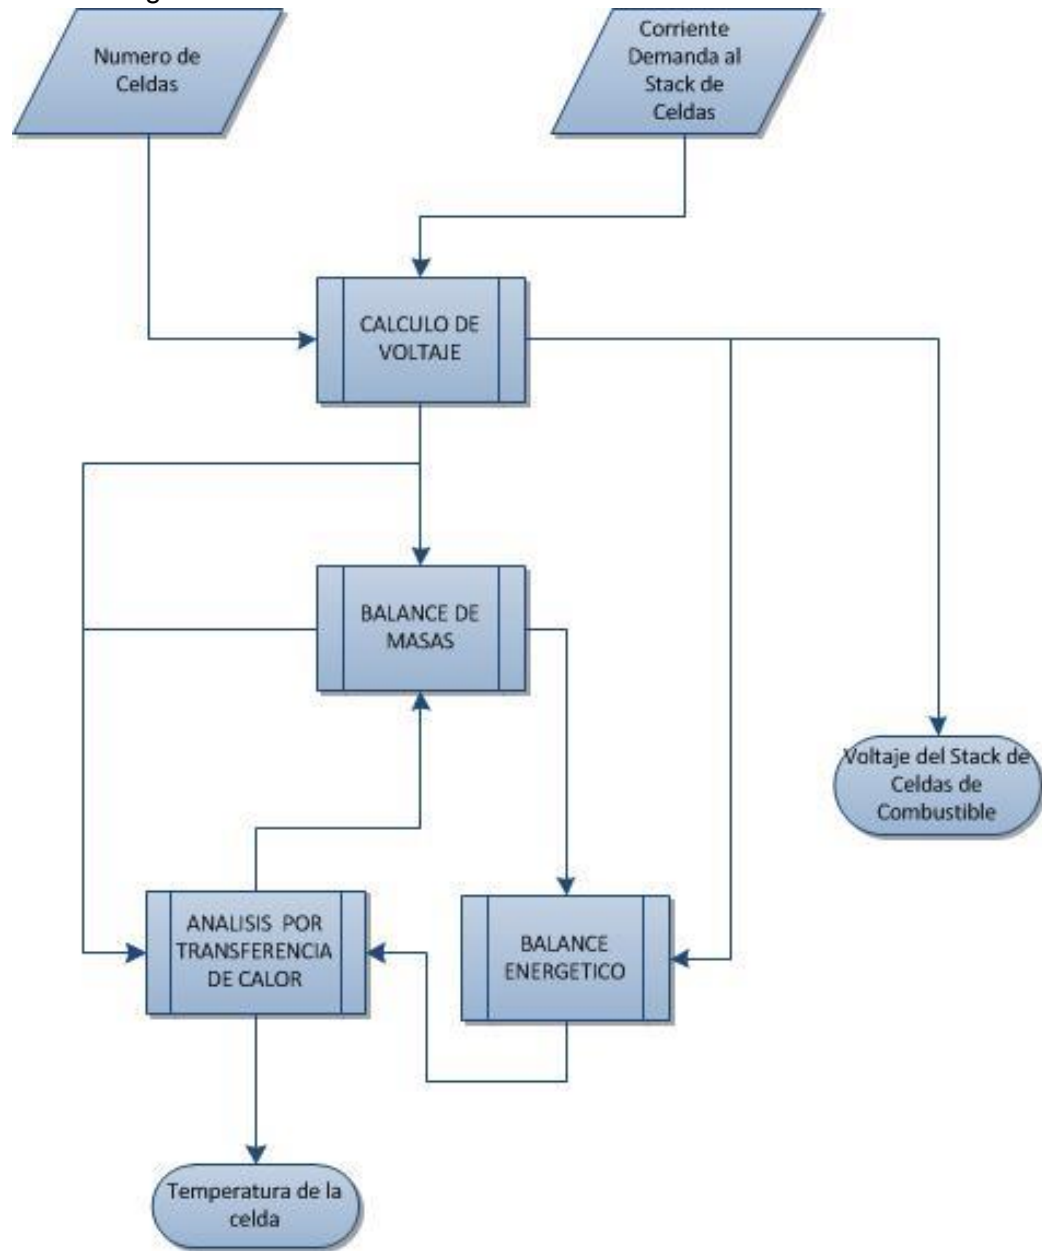 Numero de
Celdas
Corriente
Demanda al
Stack de
Celdas
CALCULO DE
VOLTAJE
BALANCE DE
MASAS
Voltaje del Stack de
Celdas de
Combustible
ANALISIS POR
TRANSFERENCIA
DE CALOR
BALANCE
ENERGETICO
Temperatura de la
celda